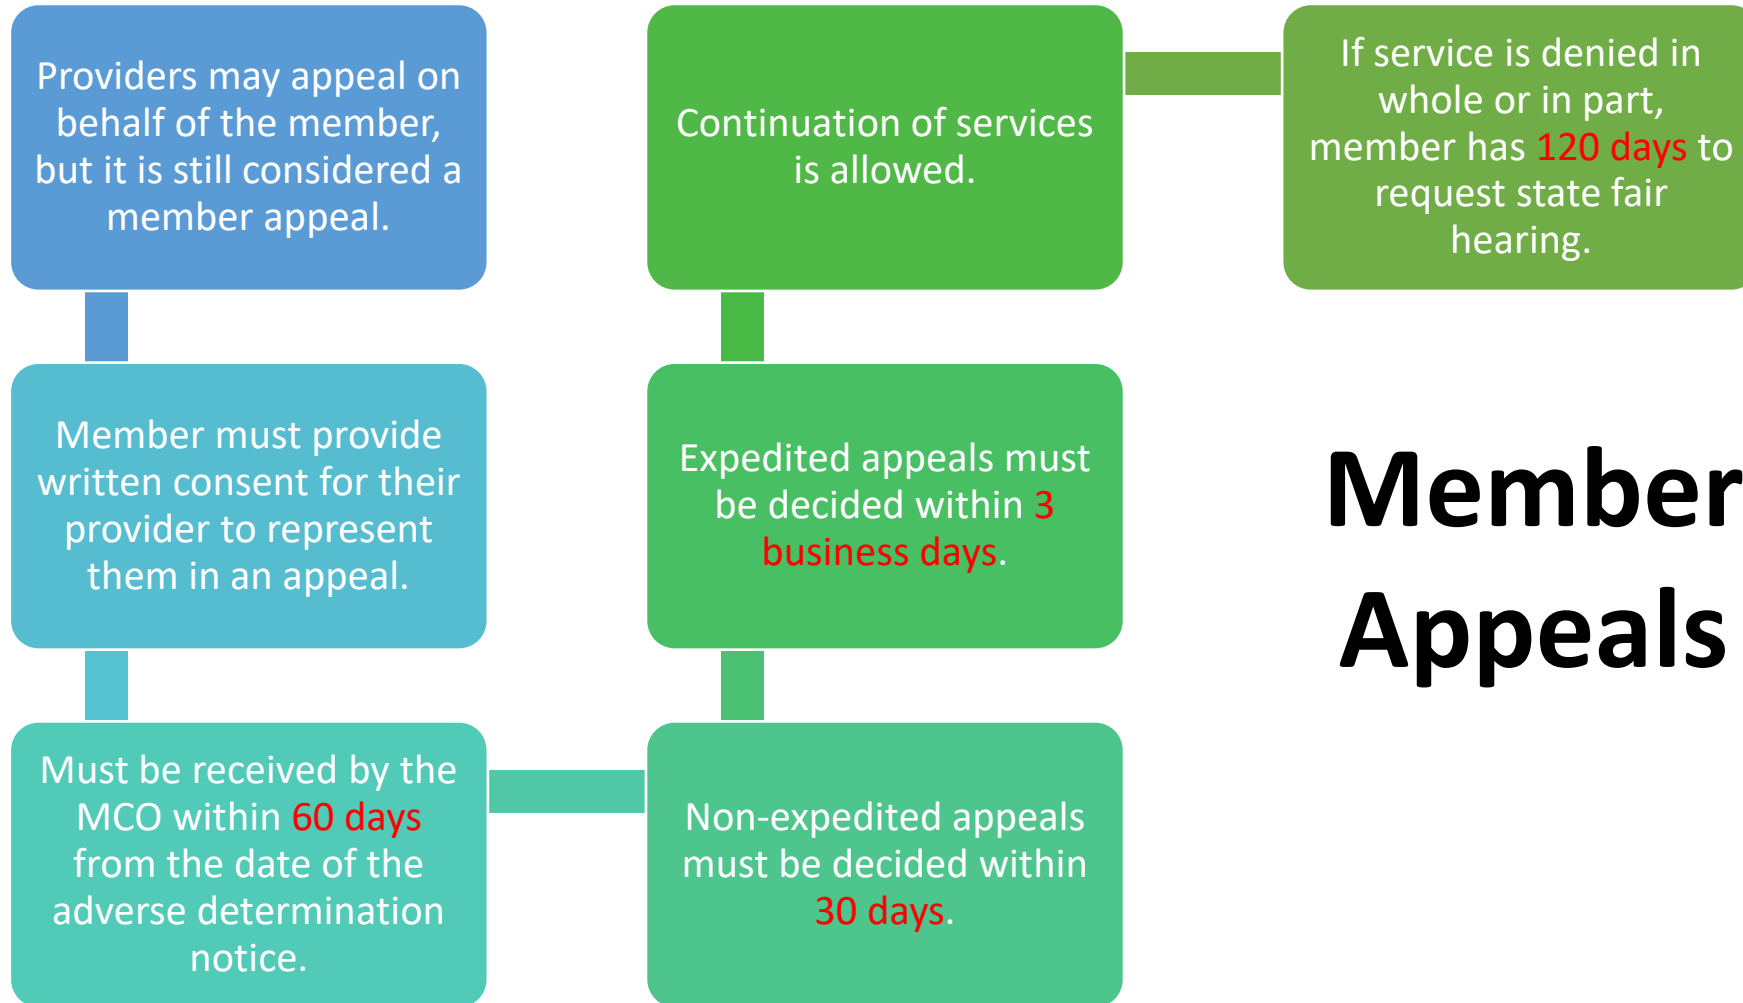 Providers may appeal on
behalf of the member,
but it is still considered a
member appeal.
Member must provide
written consent for their
provider to represent
them in an appeal.
Must be received by the
MCO within 60 days
from the date of the
adverse determination
notice.
Non-expedited appeals
must be decided within
30 days.
Expedited appeals must
be decided within 3
business days.
Continuation of services
is allowed.
If service is denied in
whole or in part,
member has 120 days to
request state fair
hearing.
Member
Appeals